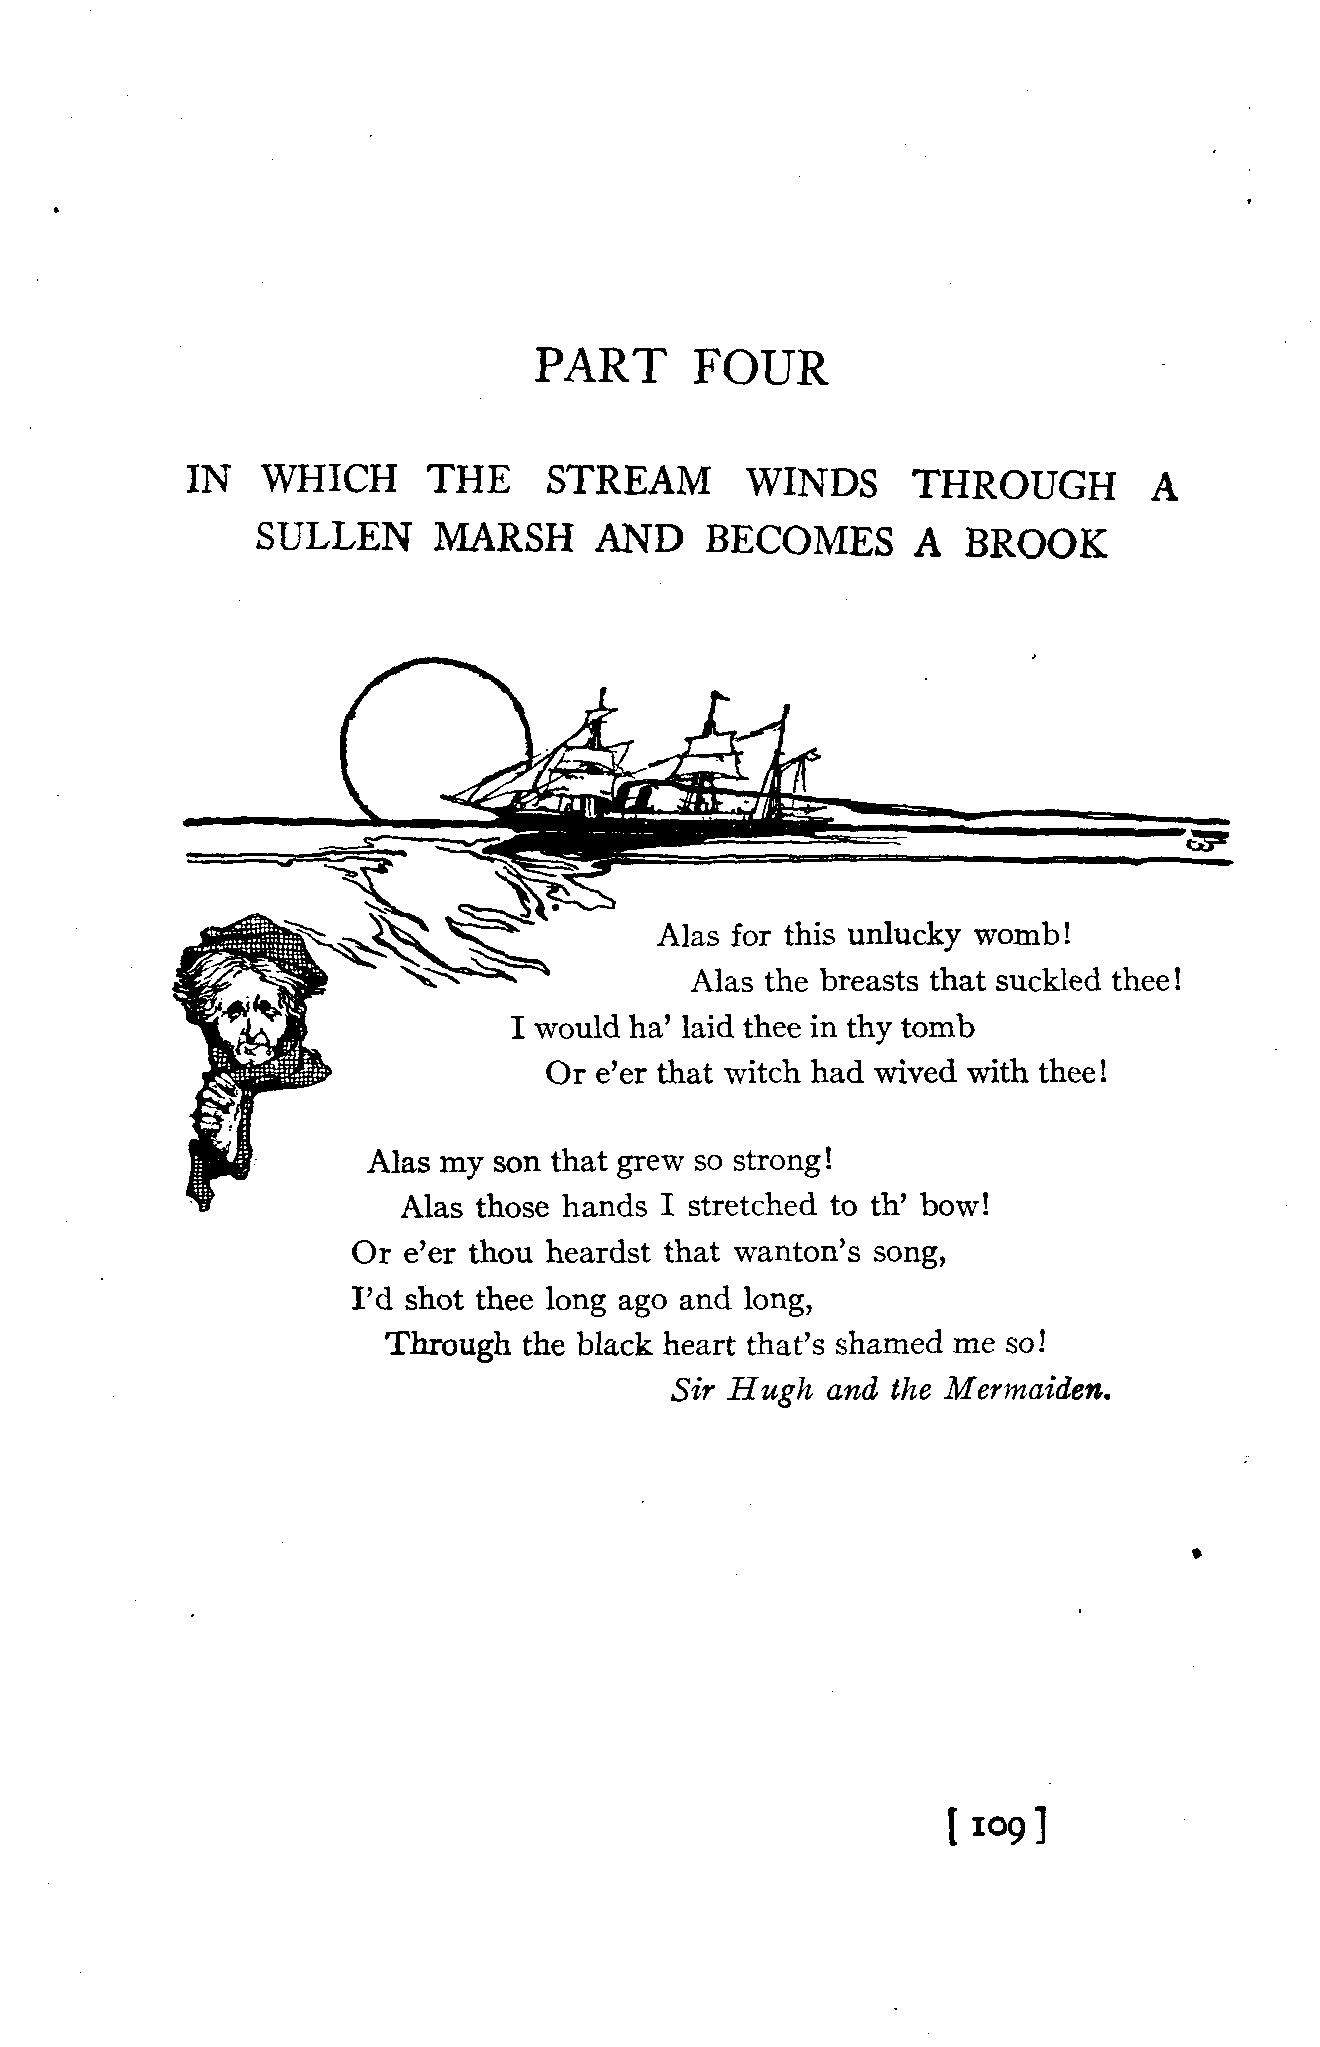 PART FOUR
IN WHICH THE STREAM WINDS THROUGH A
SULLEN MARSH AND BECOMES A BROOK
Alas for this unlucky womb!
Alas the breasts that suckled thee!
I would ha' laid thee in thy tomb
Or e'er that witch had wived with thee!
Alas my son that grew so strong!
Alas those hands I stretched to th' bow!
Or e'er thou heardst that wanton's song,
I'd shot thee long ago and long,
Through the black heart that's shamed me so!
Sir Hugh and the Mermaiden.
[ 109 ]